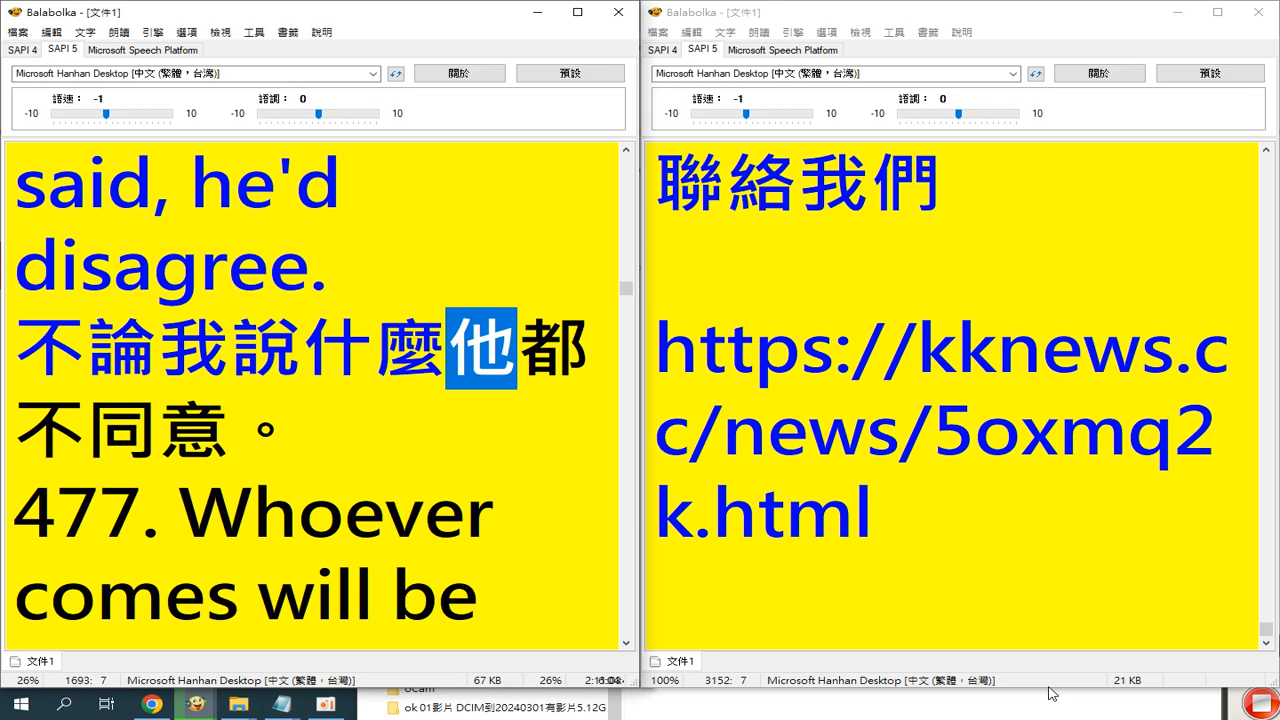 Balabolka - [文件1]
檔案 編輯 文字 朗讀 引擎 選項 檢視 工具 書籤 說明
SAPI 4 SAPI 5 Microsoft Speech Platform
Microsoft Hanhan Desktop [中文 (繁體，台灣)] 關於 預設
語速： -1 語調： 0
-10 10 -10 10
said, he'd
disagree.
不論我說什麼他都
不同意。
477. Whoever
comes will be
文件1
26% 1693: 7 Microsoft Hanhan Desktop [中文 (繁體，台灣)] 67 KB 26%
Balabolka - [文件1]
檔案 編輯 文字 朗讀 引擎 選項 檢視 工具 書籤 說明
SAPI 4 SAPI 5 Microsoft Speech Platform
Microsoft Hanhan Desktop [中文 (繁體，台灣)] 關於 預設
語速： -1 語調： 0
-10 10 -10 10
聯絡我們
https://kknews.c
c/news/5oxmq2
k.html
文件1
100% 3152: 7 Microsoft Hanhan Desktop [中文 (繁體，台灣)] 21 KB
oCam
ok 01影片 DCIM到20240301有影片5.12G